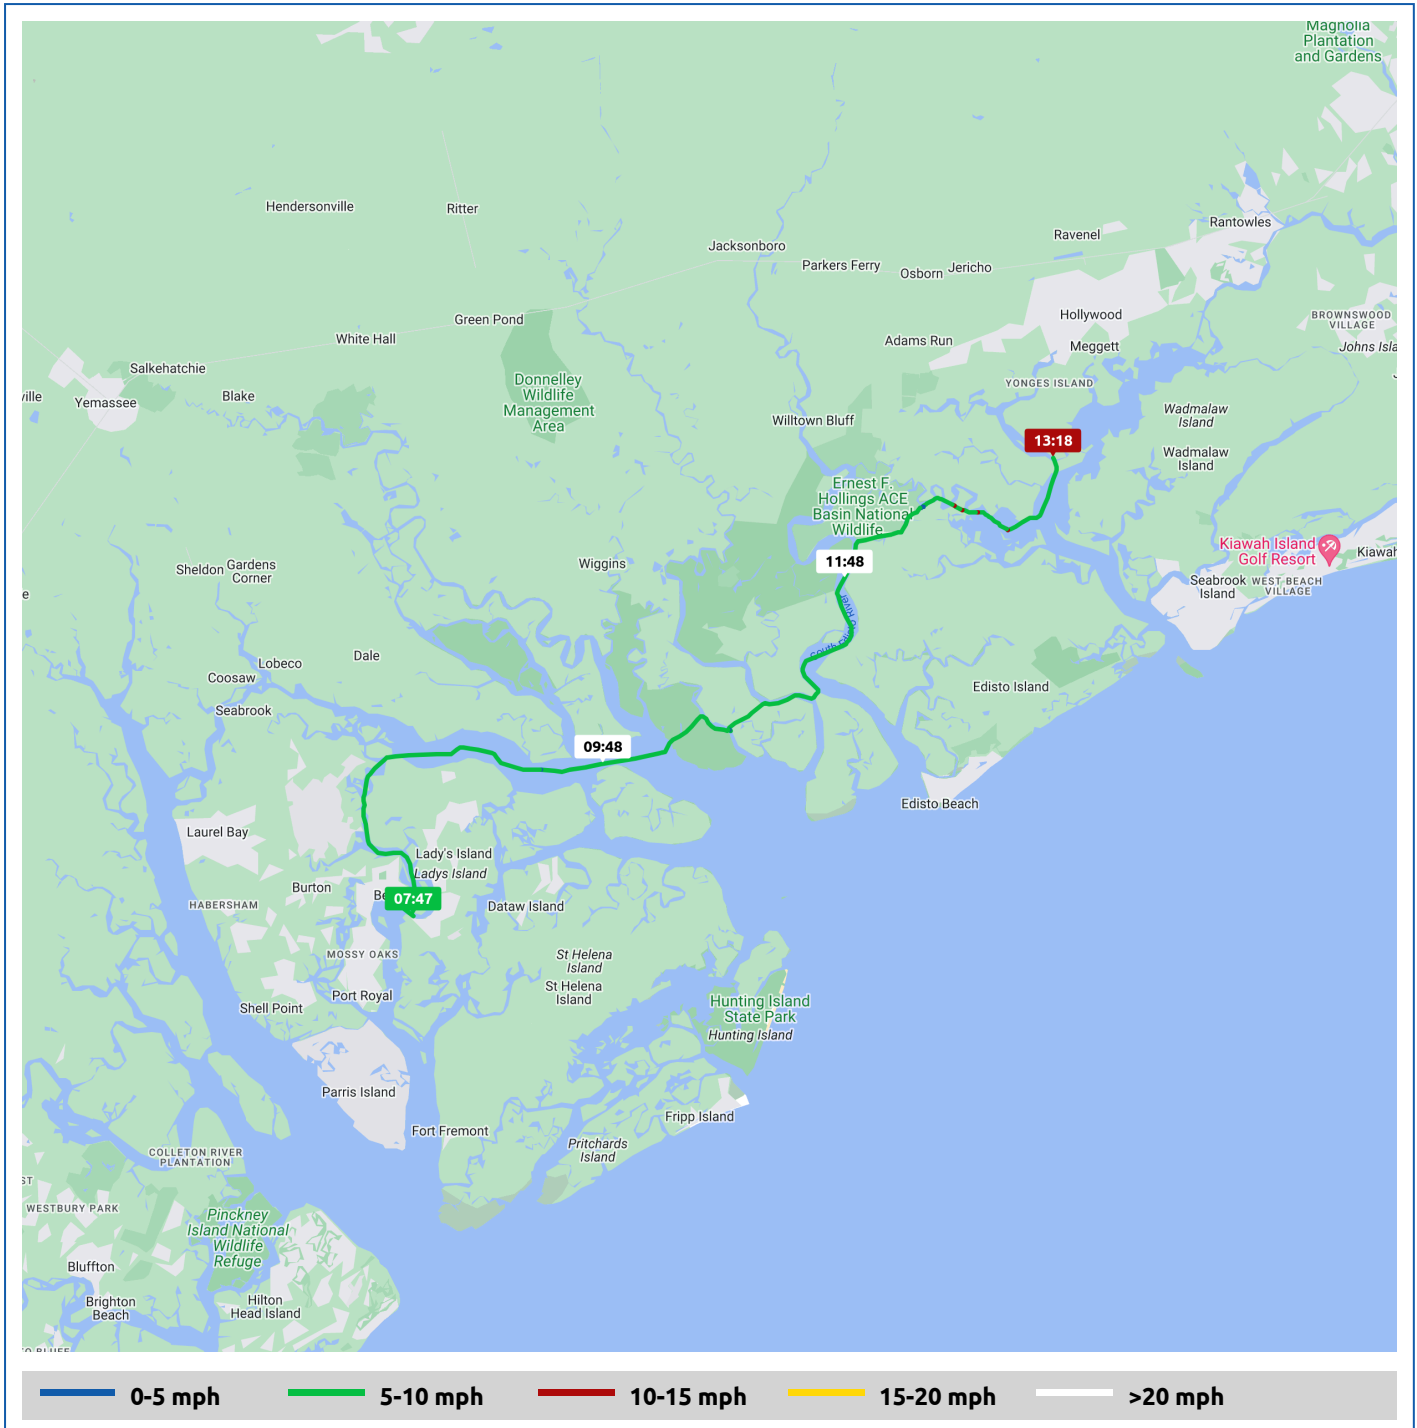 Magnolia
Plantation
and Gardens
Hendersonville
Ritter
Rantowles
Ravenel
Jacksonboro
Parkers Ferry
Osborn
Jericho
Hollywood
Green Pond
BROWNSWOOD
VILLAGE
White Hall
Adams Run
Meggett
Johns Isla
Salkehatchie
YONGES ISLAND
Donnelley
Wildlife
Management
Area
ville
Yemassee
Blake
Willtown Bluff
Wadmalaw
Island
13:18
Wadmalaw
Island
Ernest F.
Hollings ACE
Basin National
Wildlife
Kiawah Island
Golf Resort
Kiawah
11:48
Wiggins
Sheldon
Gardens
Corner
Seabrook
Island
WEST BEACH
VILLAGE
e
South Edisto River
Dale
Lobeco
Coosaw
Edisto Island
Seabrook
09:48
Edisto Beach
Laurel Bay
Lady's Island
Ladys Island
Burton
Be
07:47
HABERSHAM
Dataw Island
MOSSY OAKS
St Helena
Island
St Helena
Island
Port Royal
Shell Point
Hunting Island
State Park
Hunting Island
Parris Island
Fripp Island
Fort Fremont
Pritchards
Island
COLLETON RIVER
PLANTATION
ST
WESTBURY PARK
Pinckney
Island National
Wildlife
Refuge
Bluffton
Brighton
Beach
Hilton
Head Island
O BLUFF
0-5 mph
5-10 mph
10-15 mph
15-20 mph
>20 mph